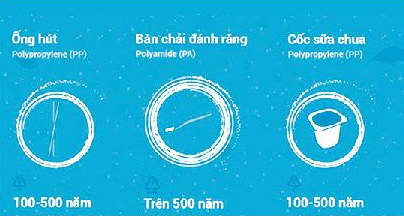 Ống hút
Polypropylene (PP)
100-500 năm
Bàn chải đánh răng
Polyamide (PA)
Trên 500 năm
Cốc sữa chua
Polypropylene (PP)
100-500 năm